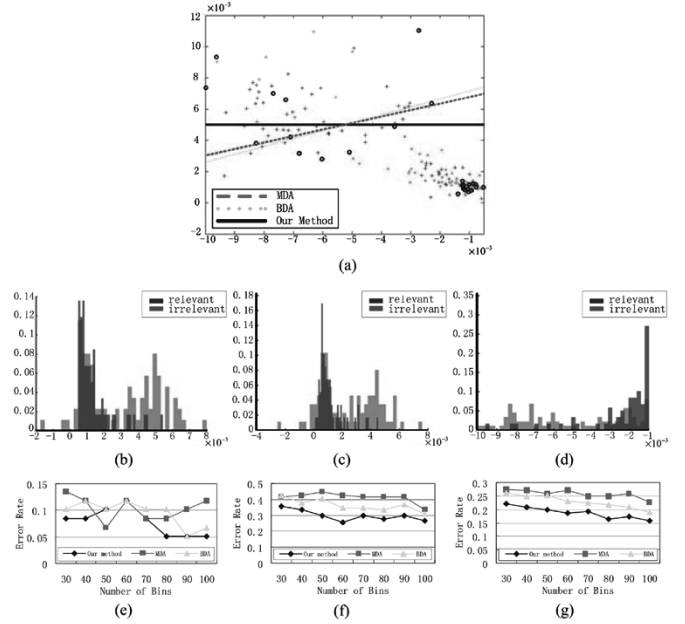 ×10⁻³
12
10
8
6
4
2
0
-2
MDA
BDA
Our Method
-10 -9 -8 -7 -6 -5 -4 -3 -2 -1
×10⁻³
(a)
0.14
0.12
0.1
0.08
0.06
0.04
0.02
relevant
irrelevant
-2 -1 0 1 2 3 4 5 6 7 8
×10⁻³
(b)
0.18
0.16
0.14
0.12
0.1
0.08
0.06
0.04
0.02
relevant
irrelevant
-4 -2 0 2 4 6 8
×10⁻³
(c)
0.35
0.3
0.25
0.2
0.15
0.1
0.05
0
relevant
irrelevant
-10 -9 -8 -7 -6 -5 -4 -3 -2 -1
×10⁻³
(d)
Error Rate
0.15
0.1
0.05
0
Our method MDA BDA
30 40 50 60 70 80 90 100
Number of Bins
(e)
Error Rate
0.5
0.4
0.3
0.2
0.1
0
Our method MDA BDA
30 40 50 60 70 80 90 100
Number of Bins
(f)
Error Rate
0.3
0.25
0.2
0.15
0.1
0.05
0
Our method MDA BDA
30 40 50 60 70 80 90 100
Number of Bins
(g)